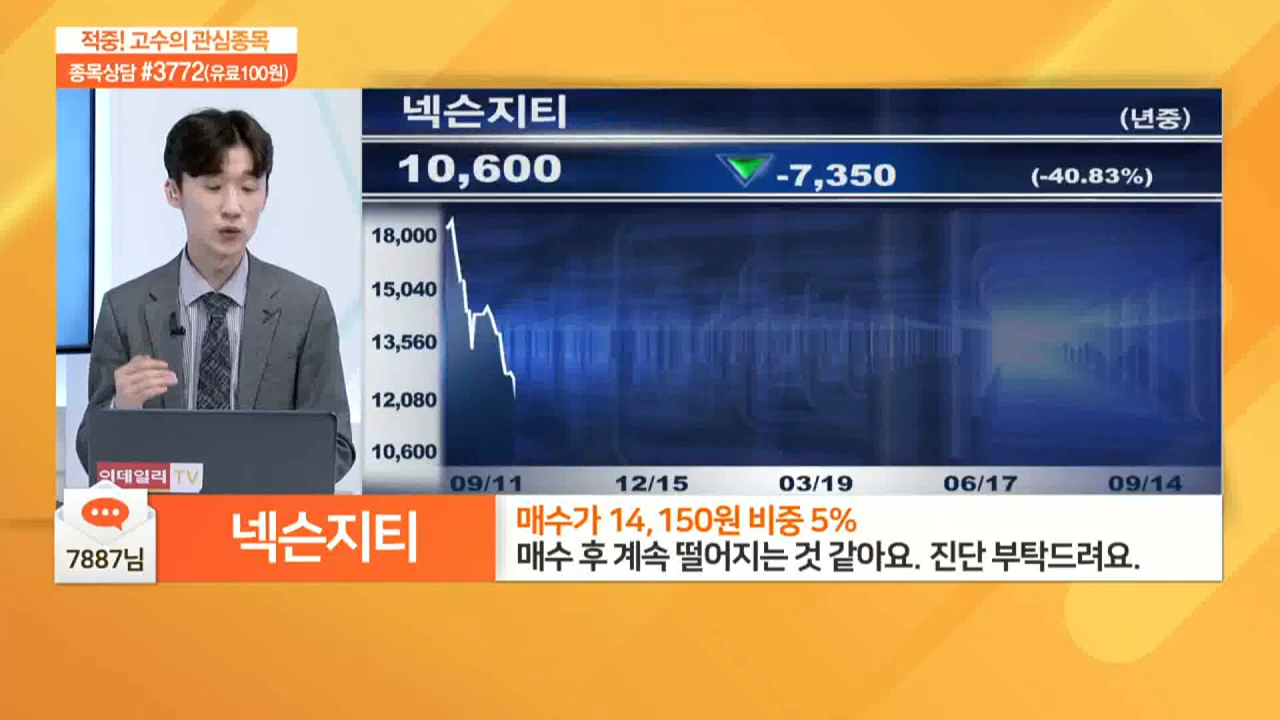 적중! 고수의 관심종목
종목상담 #3772(유료100원)
넥슨지티
(년중)
10,600
-7,350
(-40.83%)
18,000
15,040
13,560
12,080
10,600
09/11
12/15
03/19
06/17
09/14
이데일리 TV
7887님
넥슨지티
매수가 14,150원 비중 5%
매수 후 계속 떨어지는 것 같아요. 진단 부탁드려요.